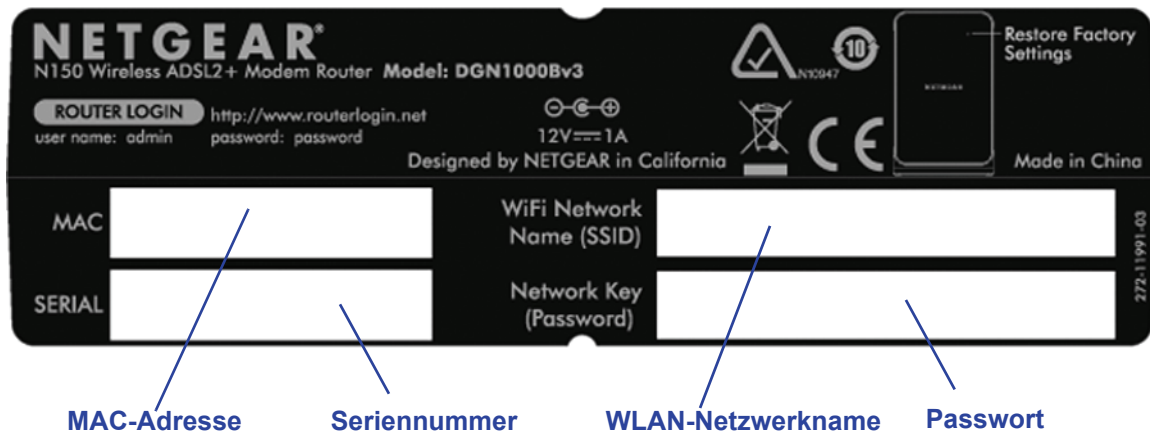 NETGEAR®
N150 Wireless ADSL2+ Modem Router Model: DGN1000Bv3
ROUTER LOGIN http://www.routerlogin.net
user name: admin password: password
12V⎓1A
Designed by NETGEAR in California
N10947
10
NETGEAR
Restore Factory
Settings
CE
Made in China
MAC
WiFi Network
Name (SSID)
SERIAL
Network Key
(Password)
272-11991-03
MAC-Adresse
Seriennummer
WLAN-Netzwerkname
Passwort